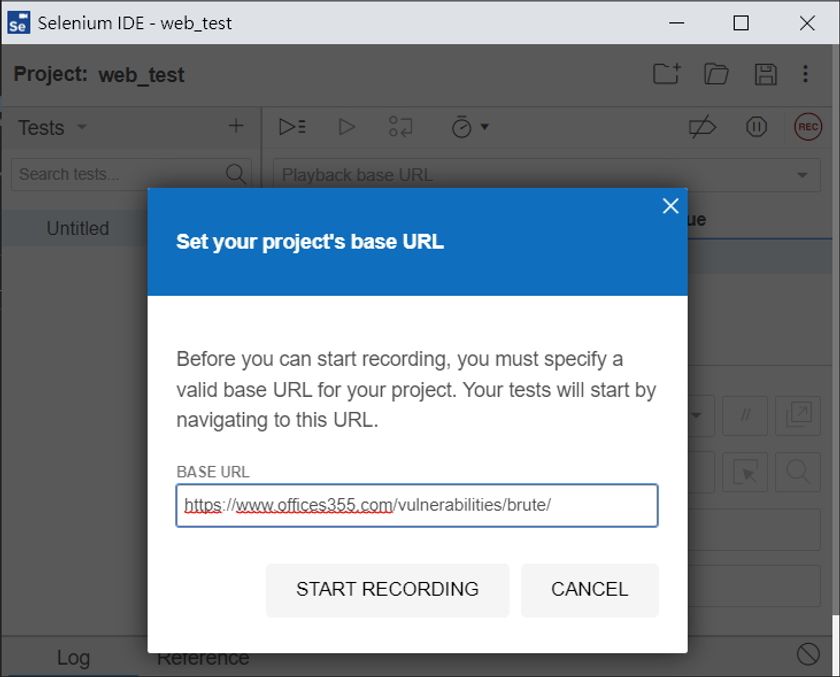 Se Selenium IDE - web_test
Project: web_test
Tests
REC
Search tests...
Playback base URL
Untitled
ue
Set your project's base URL
Before you can start recording, you must specify a
valid base URL for your project. Your tests will start by
navigating to this URL.
//
BASE URL
https://www.offices355.com/vulnerabilities/brute/
START RECORDING
CANCEL
Log
Reference